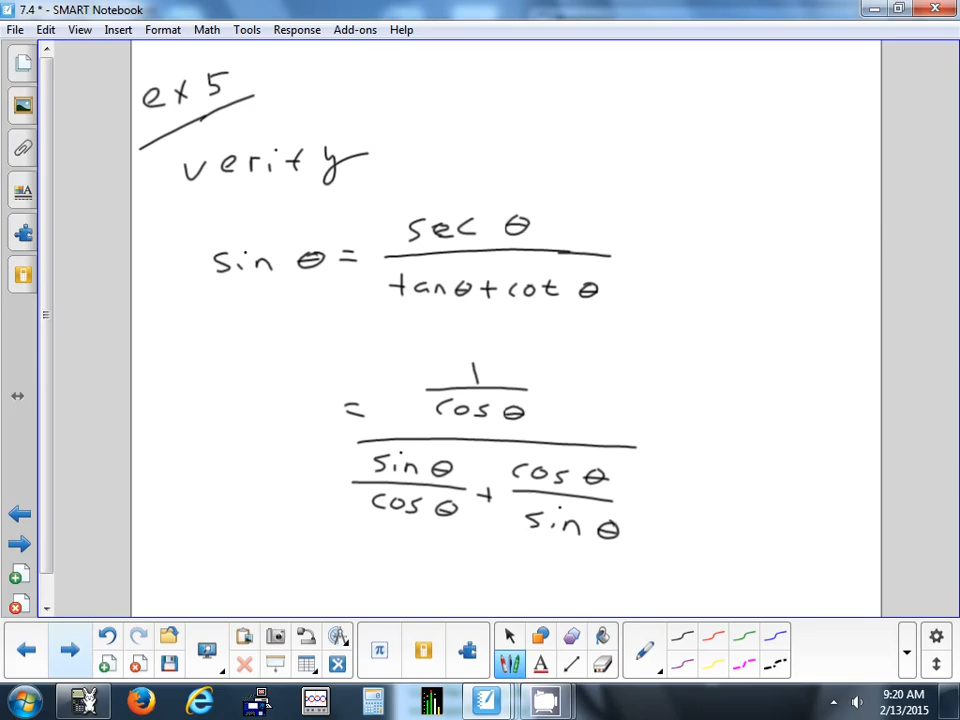 7.4 * - SMART Notebook
File Edit View Insert Format Math Tools Response Add-ons Help
ex 5
verify
sin θ = sec θ / tanθ + cot θ
= 1/cos θ / sin θ/cos θ + cos θ/sin θ
9:20 AM
2/13/2015